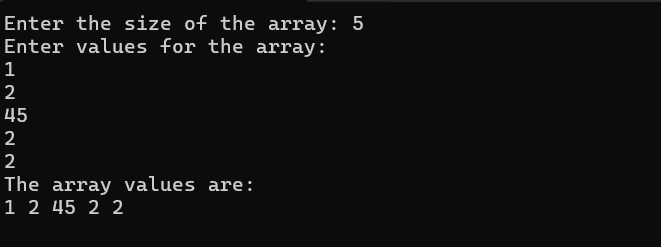 Enter the size of the array: 5
Enter values for the array:
1
2
45
2
2
The array values are:
1 2 45 2 2